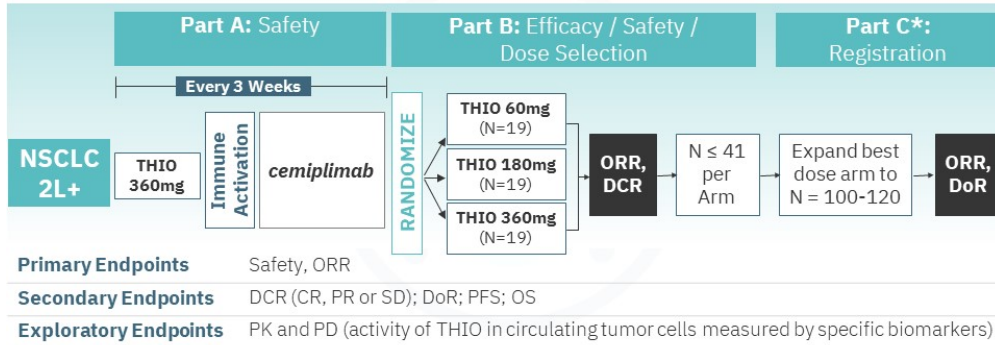 Part A: Safety
Part B: Efficacy / Safety /
Dose Selection
Part C*:
Registration
Every 3 Weeks
NSCLC
2L+
THIO
360mg
Immune
Activation
cemiplimab
RANDOMIZE
THIO 60mg
(N=19)
THIO 180mg
(N=19)
THIO 360mg
(N=19)
ORR,
DCR
N ≤ 41
per
Arm
Expand best
dose arm to
N = 100-120
ORR,
DoR
Primary Endpoints Safety, ORR
Secondary Endpoints DCR (CR, PR or SD); DoR; PFS; OS
Exploratory Endpoints PK and PD (activity of THIO in circulating tumor cells measured by specific biomarkers)